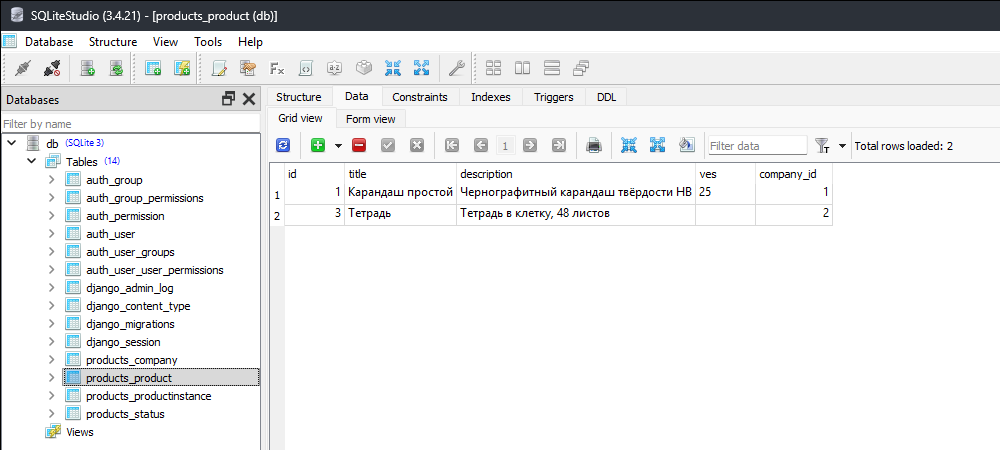 SQLiteStudio (3.4.21) - [products_product (db)]
Database Structure View Tools Help
Databases
Filter by name
db (SQLite 3)
Tables (14)
auth_group
auth_group_permissions
auth_permission
auth_user
auth_user_groups
auth_user_user_permissions
django_admin_log
django_content_type
django_migrations
django_session
products_company
products_product
products_productinstance
products_status
Views
Structure Data Constraints Indexes Triggers DDL
Grid view Form view
1 Filter data Total rows loaded: 2
id title description ves company_id
1 1 Карандаш простой Чернографитный карандаш твёрдости HB 25 1
2 3 Тетрадь Тетрадь в клетку, 48 листов 2